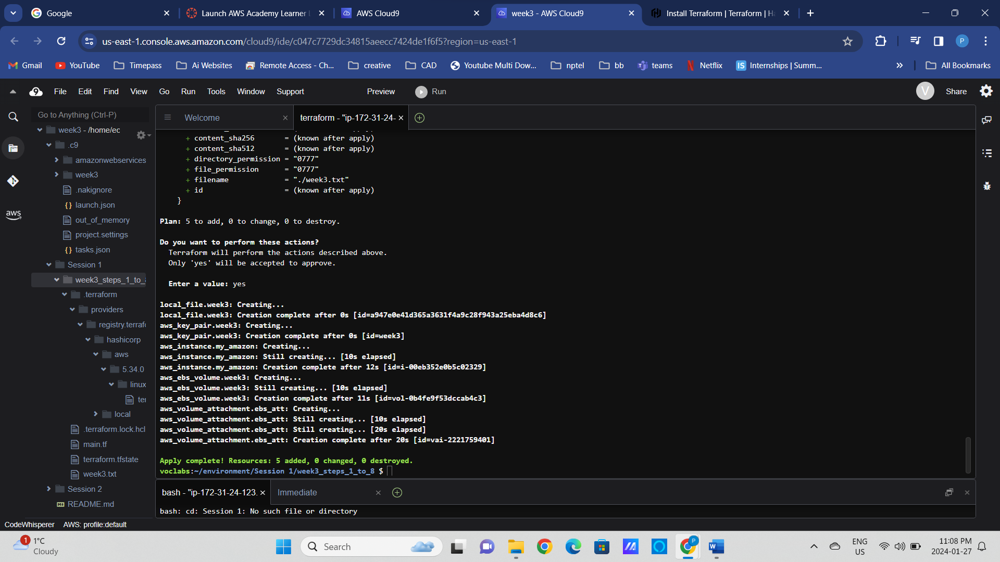 Google
Launch AWS Academy Learner
AWS Cloud9
week3 - AWS Cloud9
Install Terraform | Terraform | Ha
us-east-1.console.aws.amazon.com/cloud9/ide/c047c7729dc34815aeecc7424de1f6f5?region=us-east-1
P
Gmail
YouTube
Timepass
Ai Websites
Remote Access - Ch...
creative
CAD
Youtube Multi Dow...
nptel
bb
teams
Netflix
IS Internships | Summ...
All Bookmarks
9 File Edit Find View Go Run Tools Window Support Preview Run
V Share
Go to Anything (Ctrl-P)
week3 - /home/ec
.c9
amazonwebservices
week3
.nakignore
launch.json
out_of_memory
project.settings
tasks.json
Session 1
week3_steps_1_to_8
.terraform
providers
registry.terrafo
hashicorp
aws
5.34.0
linux
ter
local
.terraform.lock.hcl
main.tf
terraform.tfstate
week3.txt
Session 2
README.md
aws
Welcome
terraform - "ip-172-31-24-
+ content_sha256 = (known after apply)
+ content_sha512 = (known after apply)
+ directory_permission = "0777"
+ file_permission = "0777"
+ filename = "./week3.txt"
+ id = (known after apply)
}
Plan: 5 to add, 0 to change, 0 to destroy.
Do you want to perform these actions?
Terraform will perform the actions described above.
Only 'yes' will be accepted to approve.
Enter a value: yes
local_file.week3: Creating...
local_file.week3: Creation complete after 0s [id=a947e0e41d365a3631f4a9c28f943a25eba4d8c6]
aws_key_pair.week3: Creating...
aws_key_pair.week3: Creation complete after 0s [id=week3]
aws_instance.my_amazon: Creating...
aws_instance.my_amazon: Still creating... [10s elapsed]
aws_instance.my_amazon: Creation complete after 12s [id=i-00eb352e0b5c02329]
aws_ebs_volume.week3: Creating...
aws_ebs_volume.week3: Still creating... [10s elapsed]
aws_ebs_volume.week3: Creation complete after 11s [id=vol-0b4fe9f53dccab4c3]
aws_volume_attachment.ebs_att: Creating...
aws_volume_attachment.ebs_att: Still creating... [10s elapsed]
aws_volume_attachment.ebs_att: Still creating... [20s elapsed]
aws_volume_attachment.ebs_att: Creation complete after 20s [id=vai-2221759401]
Apply complete! Resources: 5 added, 0 changed, 0 destroyed.
voclabs:~/environment/Session 1/week3_steps_1_to_8 $
bash - "ip-172-31-24-123.
Immediate
bash: cd: Session 1: No such file or directory
CodeWhisperer AWS: profile:default
1
1°C
Cloudy
Search
P
W
ENG
US
11:08 PM
2024-01-27